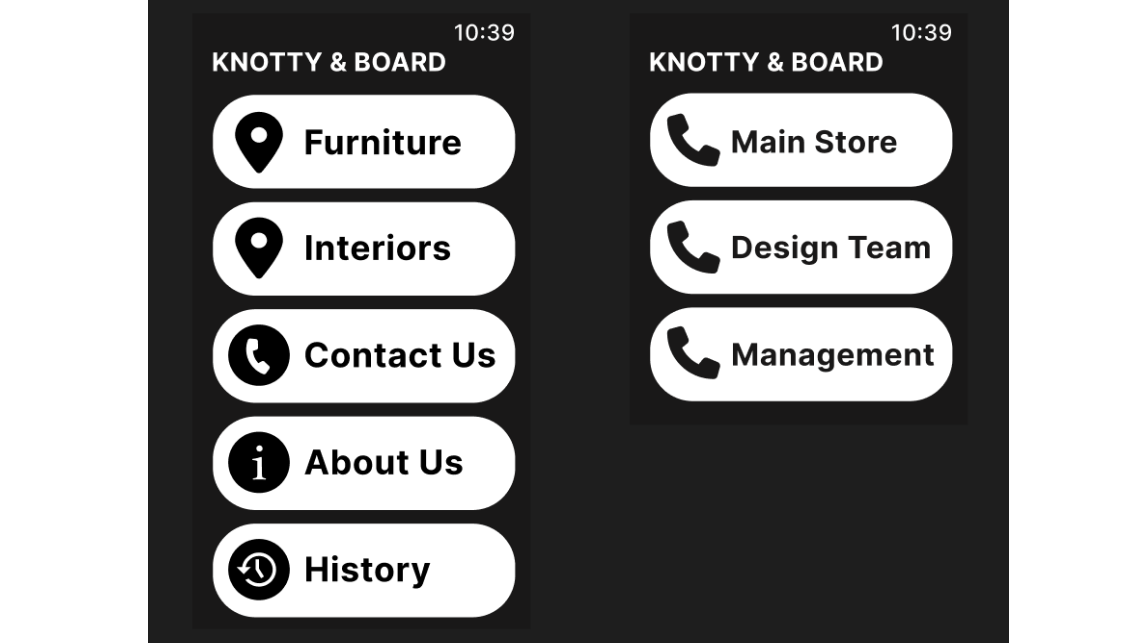 10:39
KNOTTY & BOARD
Furniture
Interiors
Contact Us
About Us
History
10:39
KNOTTY & BOARD
Main Store
Design Team
Management